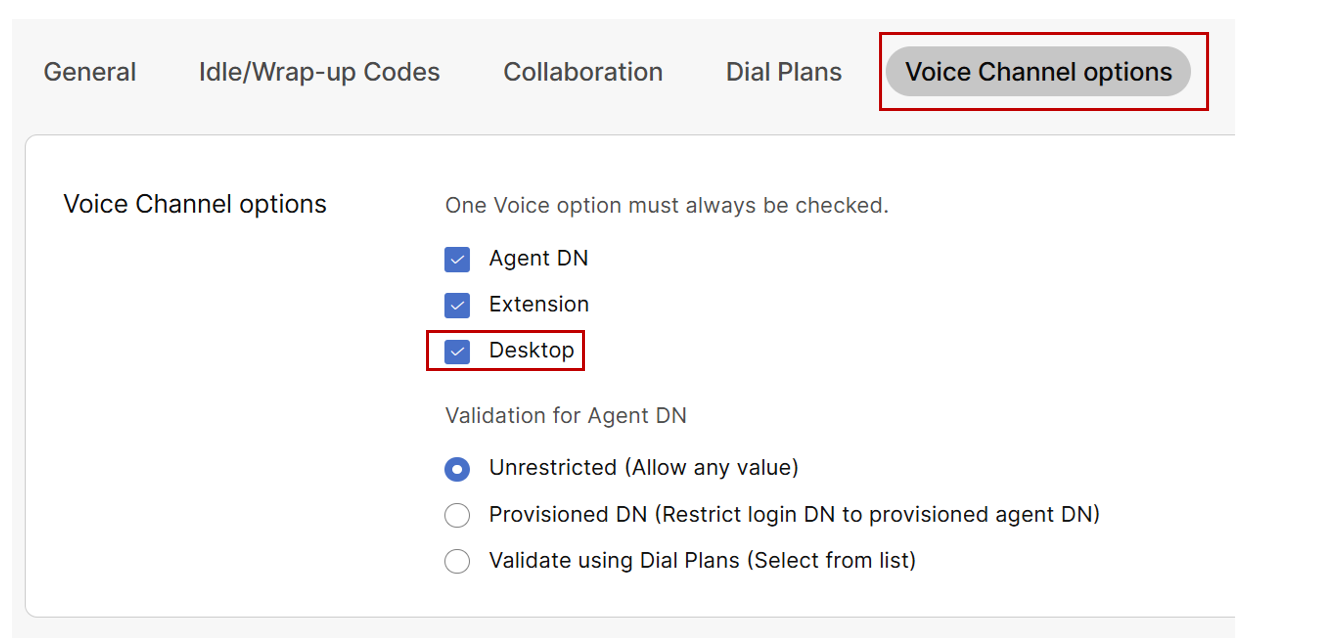 General Idle/Wrap-up Codes Collaboration Dial Plans Voice Channel options
Voice Channel options
One Voice option must always be checked.
Agent DN
Extension
Desktop
Validation for Agent DN
Unrestricted (Allow any value)
Provisioned DN (Restrict login DN to provisioned agent DN)
Validate using Dial Plans (Select from list)